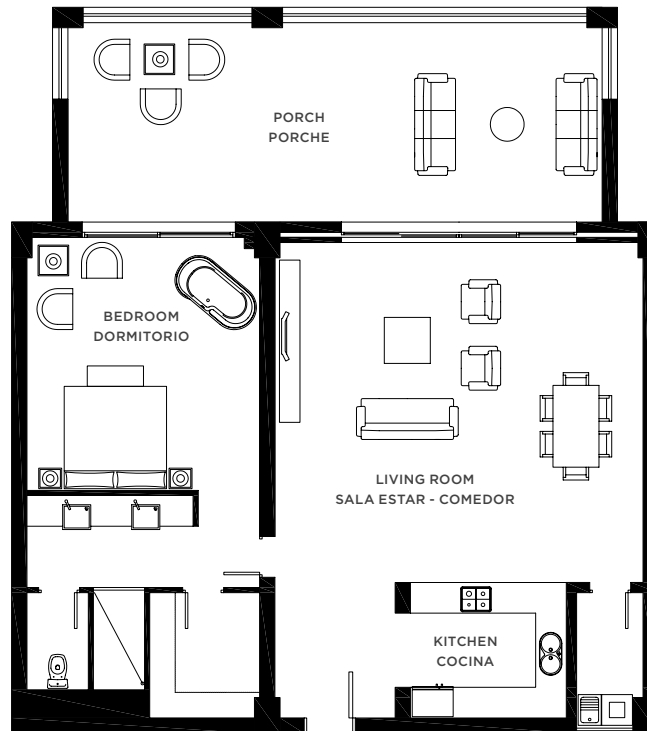 PORCH
PORCHE
BEDROOM
DORMITORIO
LIVING ROOM
SALA ESTAR - COMEDOR
KITCHEN
COCINA